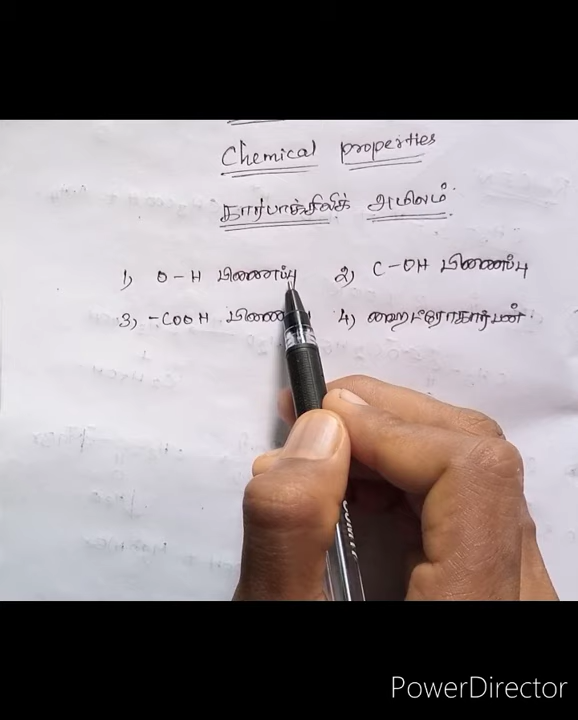 Chemical properties
கார்பாக்சிலிக் அமிலம்.
1) O-H பிணைப்பு 2) C-OH பிணைப்பு
3) -COOH 4) ஹைட்ரோகார்பன்.
PowerDirector